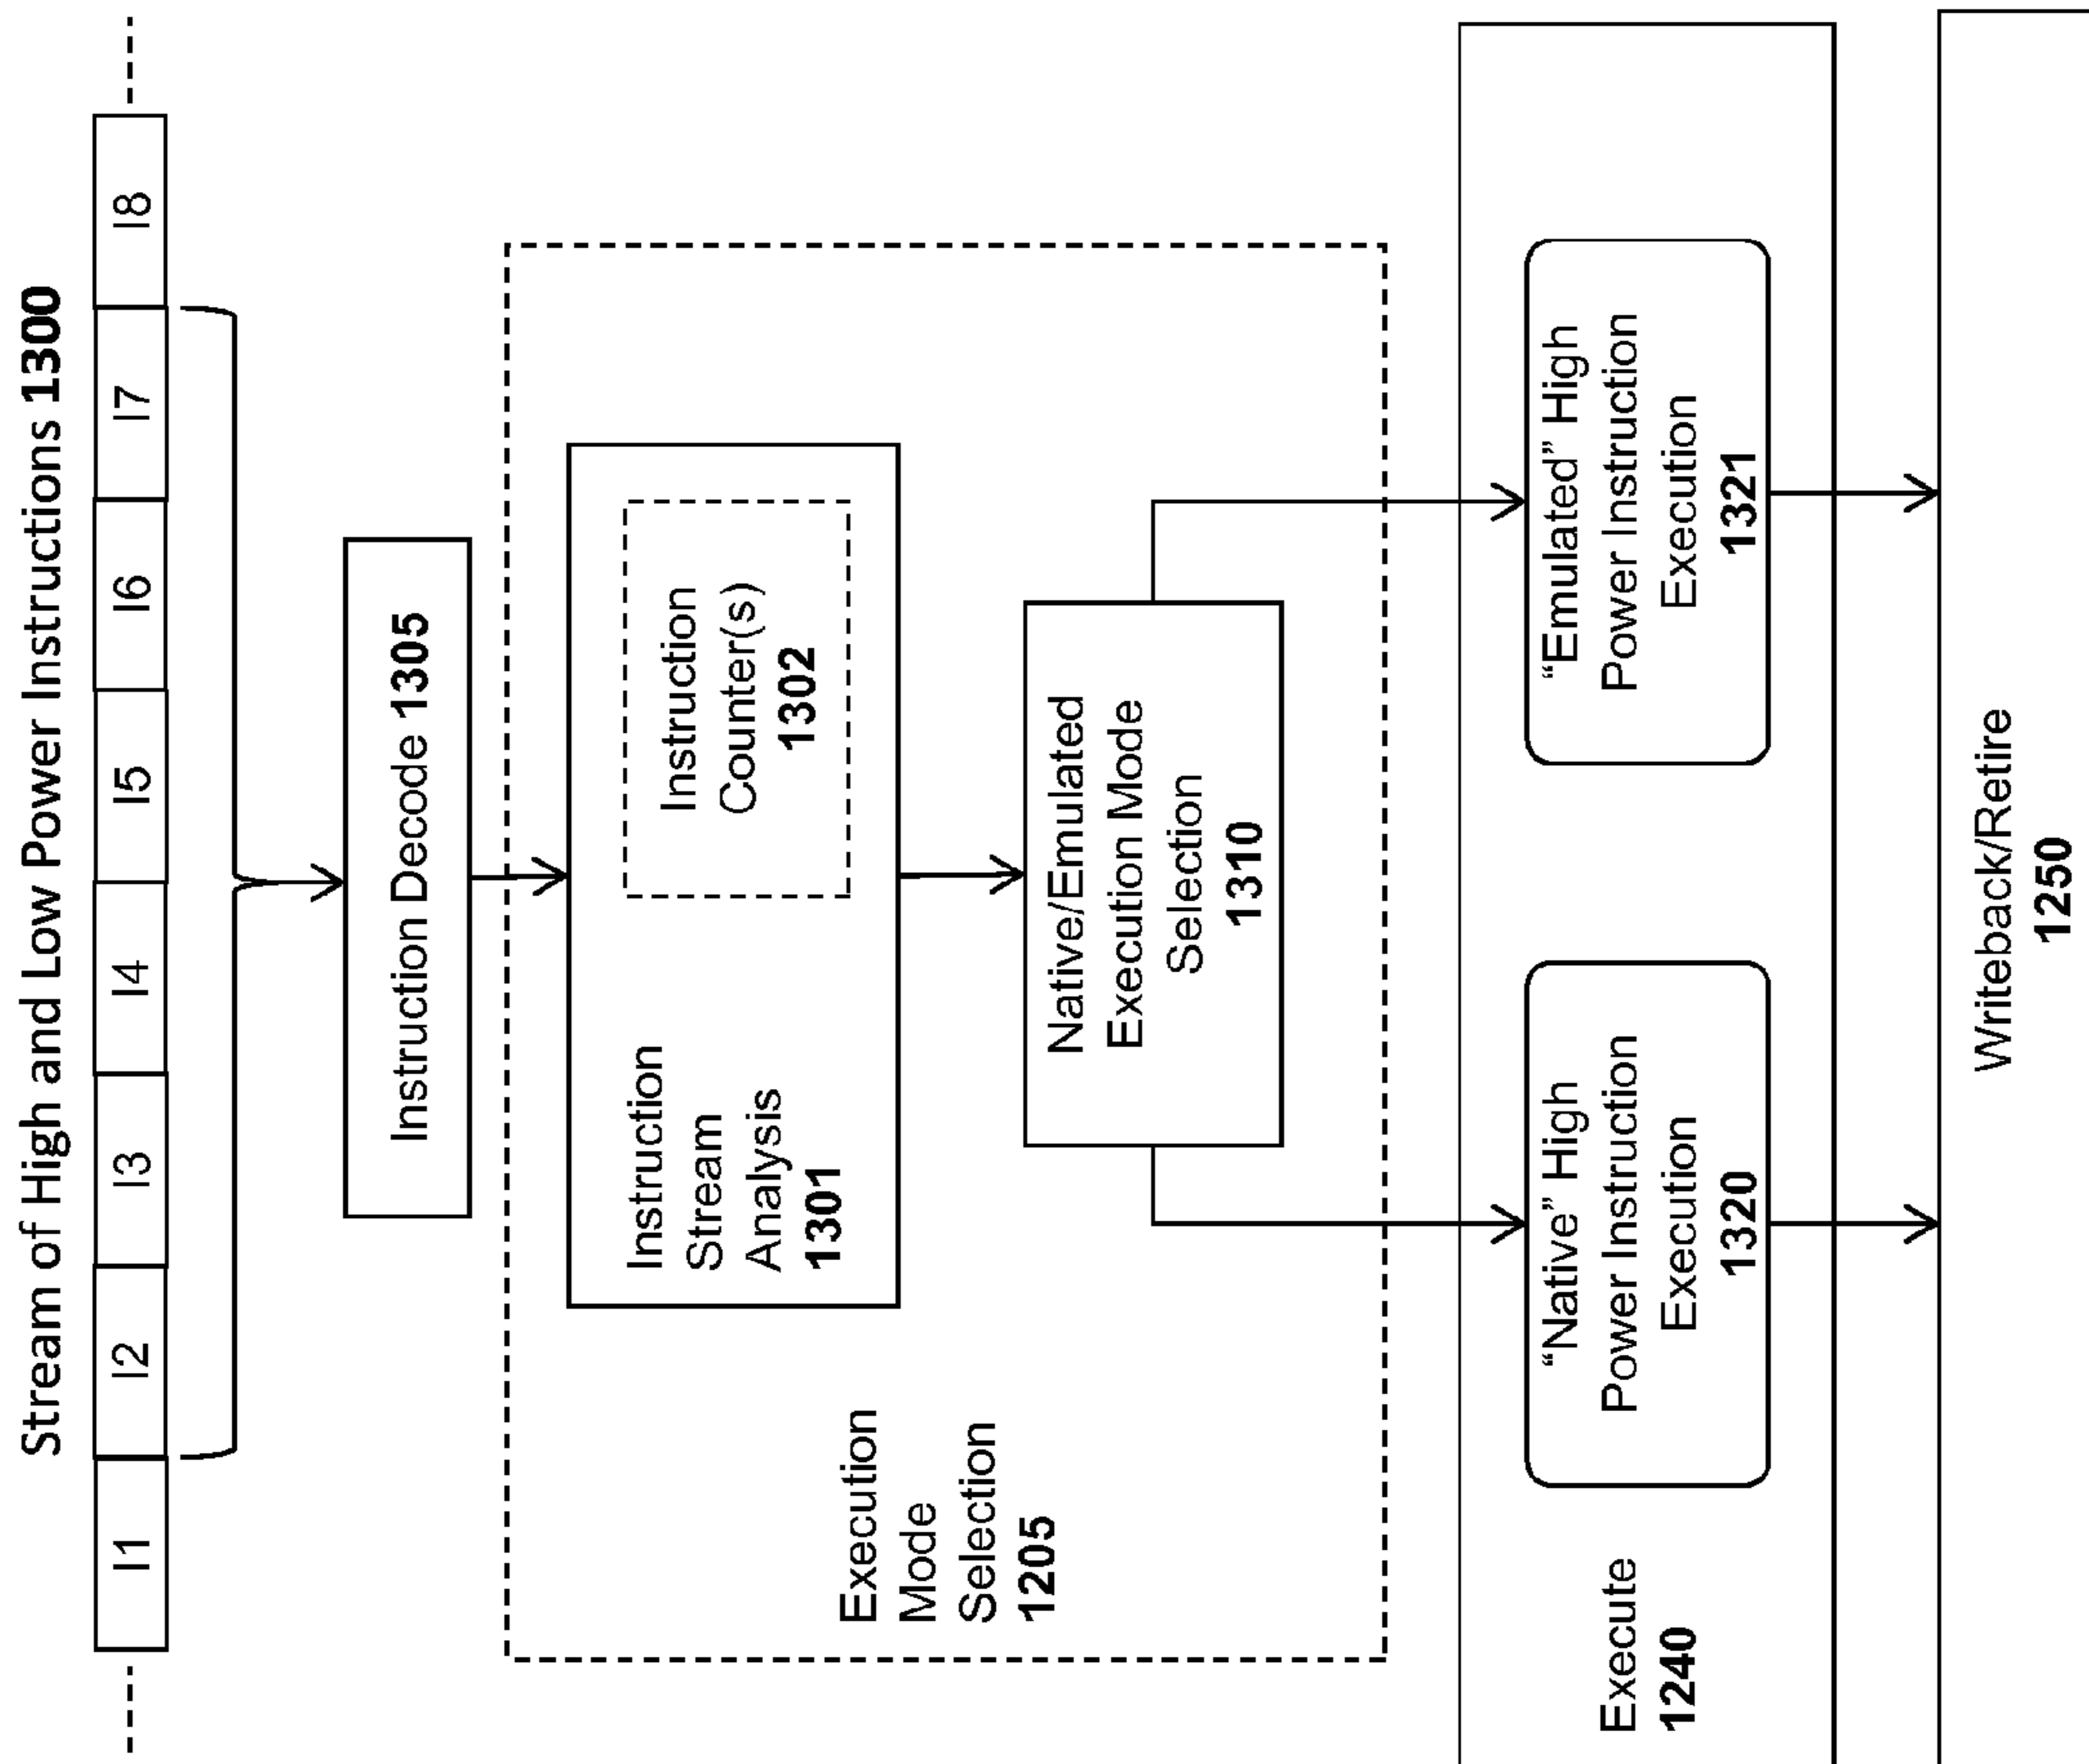 Stream of High and Low Power Instructions 1300
I1 I2 I3 I4 I5 I6 I7 I8
Instruction Decode 1305
Execution
Mode
Selection
1205
Instruction
Stream
Analysis
1301
Instruction
Counter(s)
1302
Native/Emulated
Execution Mode
Selection
1310
Execute
1240
“Native” High
Power Instruction
Execution
1320
“Emulated” High
Power Instruction
Execution
1321
Writeback/Retire
1250